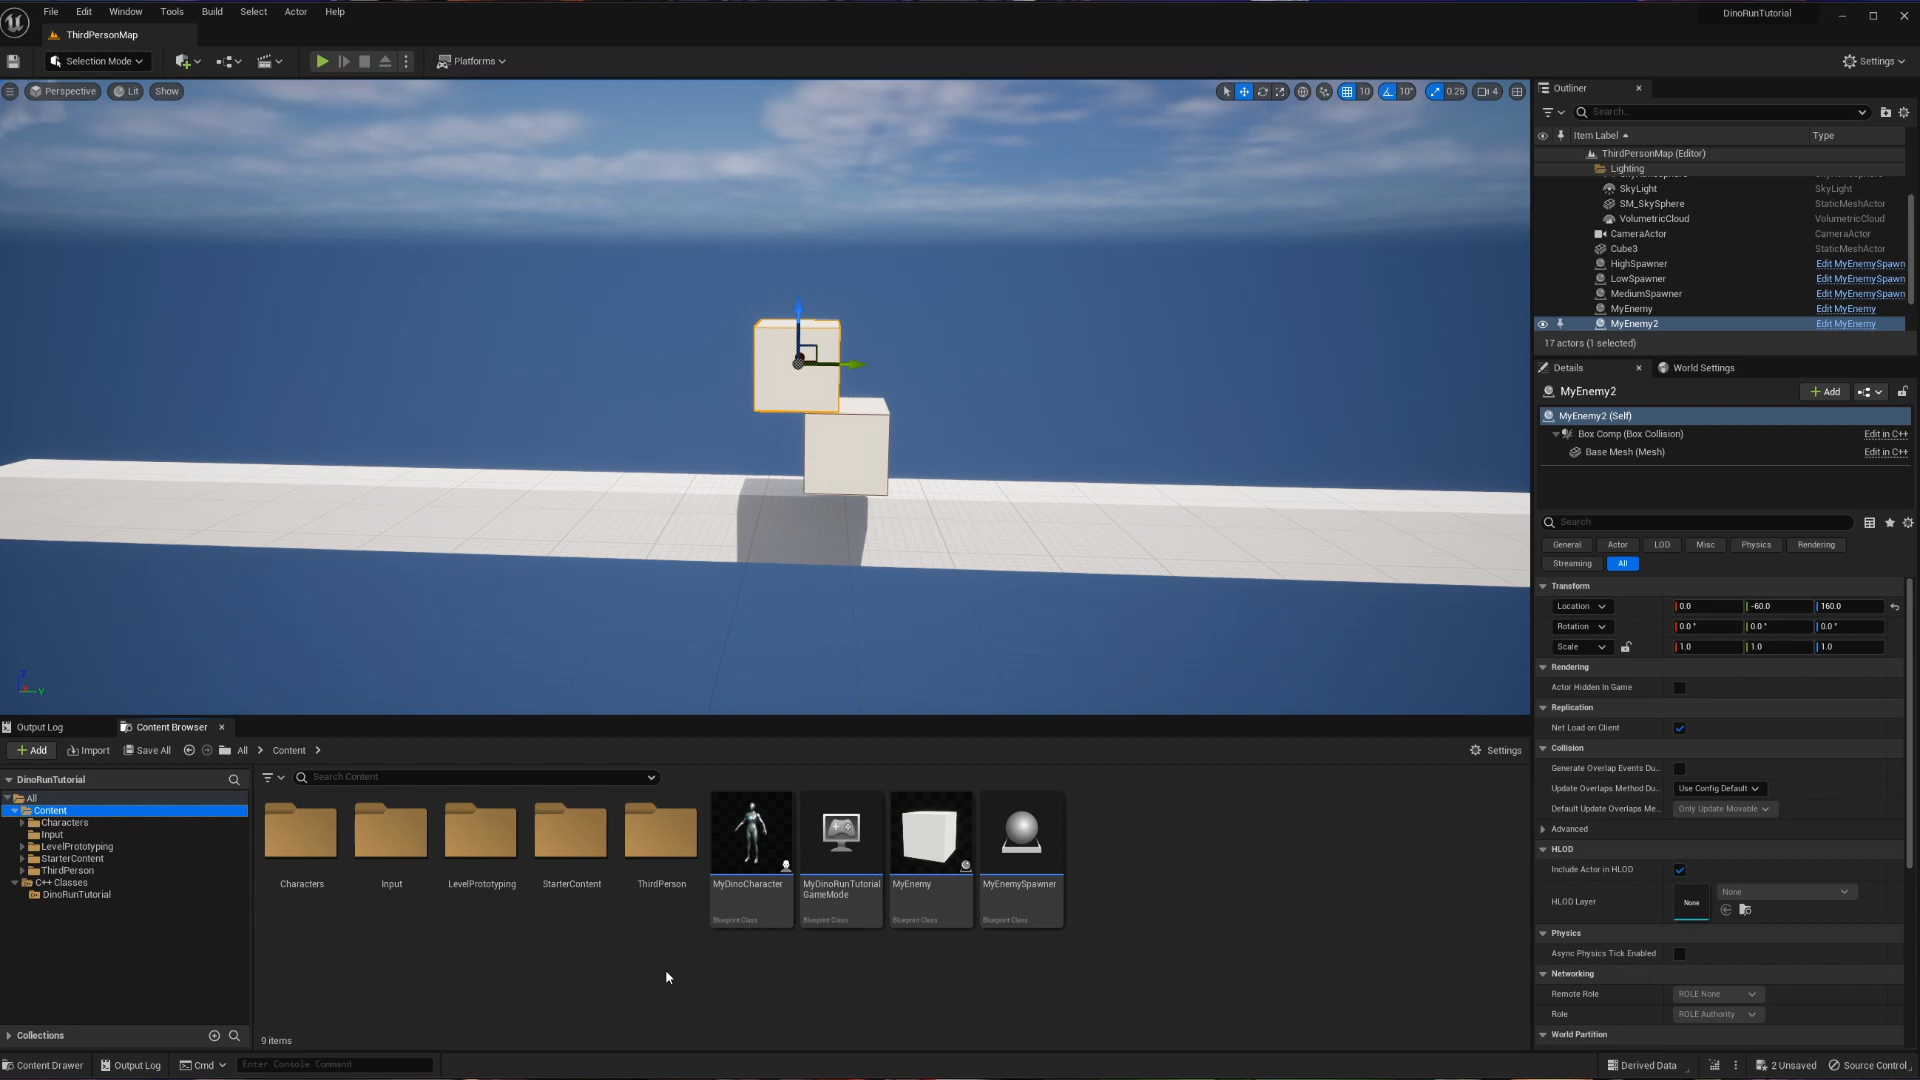 File Edit Window Tools Build Select Actor Help
DinoRunTutorial
ThirdPersonMap
Selection Mode
Platforms
Settings
Perspective Lit Show
10 10° 0.25 4
Outliner
Search...
Item Label Type
ThirdPersonMap (Editor)
Lighting
SkyLight SkyLight
SM_SkySphere StaticMeshActor
VolumetricCloud VolumetricCloud
CameraActor CameraActor
Cube3 StaticMeshActor
HighSpawner Edit MyEnemySpawn
LowSpawner Edit MyEnemySpawn
MediumSpawner Edit MyEnemySpawn
MyEnemy Edit MyEnemy
MyEnemy2 Edit MyEnemy
17 actors (1 selected)
Details World Settings
MyEnemy2 Add
MyEnemy2 (Self)
Box Comp (Box Collision) Edit in C++
Base Mesh (Mesh) Edit in C++
Search
General Actor LOD Misc Physics Rendering
Streaming All
Transform
Location 0.0 -60.0 160.0
Rotation 0.0° 0.0° 0.0°
Scale 1.0 1.0 1.0
Rendering
Actor Hidden In Game
Replication
Net Load on Client
Collision
Generate Overlap Events Du...
Update Overlaps Method Du... Use Config Default
Default Update Overlaps Me... Only Update Movable
Advanced
HLOD
Include Actor in HLOD
HLOD Layer None None
Physics
Async Physics Tick Enabled
Networking
Remote Role ROLE None
Role ROLE Authority
World Partition
Z
Y
Output Log Content Browser
Add Import Save All All Content
Settings
DinoRunTutorial
Search Content
All
Content
Characters
Input
LevelPrototyping
StarterContent
ThirdPerson
C++ Classes
DinoRunTutorial
Characters Input LevelPrototyping StarterContent ThirdPerson
MyDinoCharacter
Blueprint Class
MyDinoRunTutorial
GameMode
Blueprint Class
MyEnemy
Blueprint Class
MyEnemySpawner
Blueprint Class
9 items
Collections
Content Drawer Output Log Cmd Enter Console Command
Derived Data 2 Unsaved Source Control